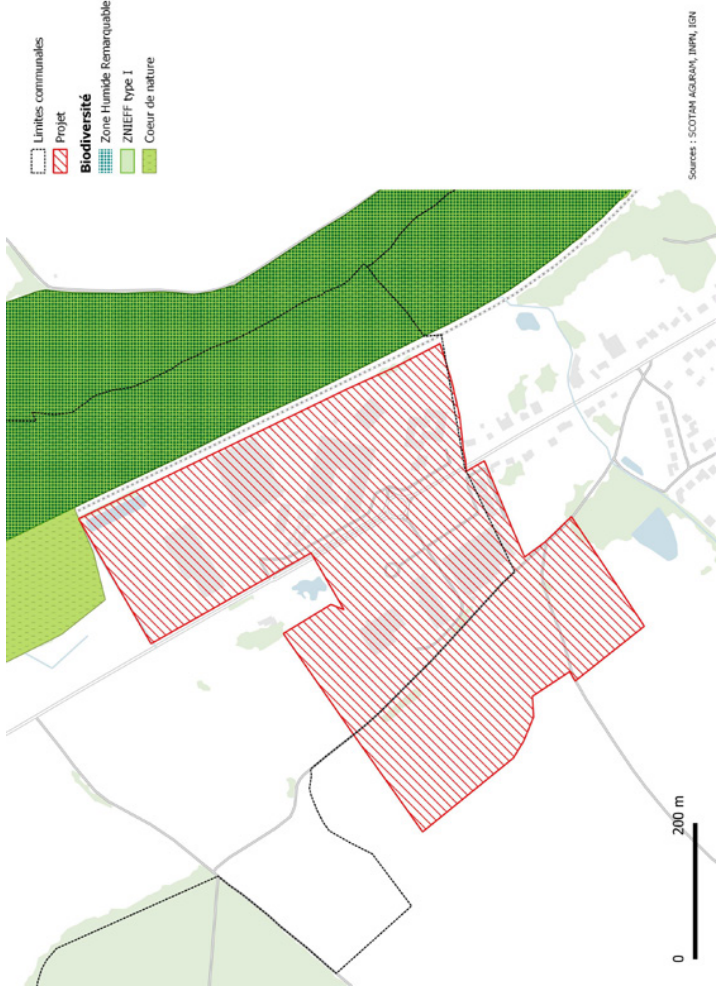 Limites communales
Projet
Biodiversité
Zone Humide Remarquable
ZNIEFF type I
Coeur de nature
0 200 m
Sources : SCOTAM AGURAM, INPN, IGN